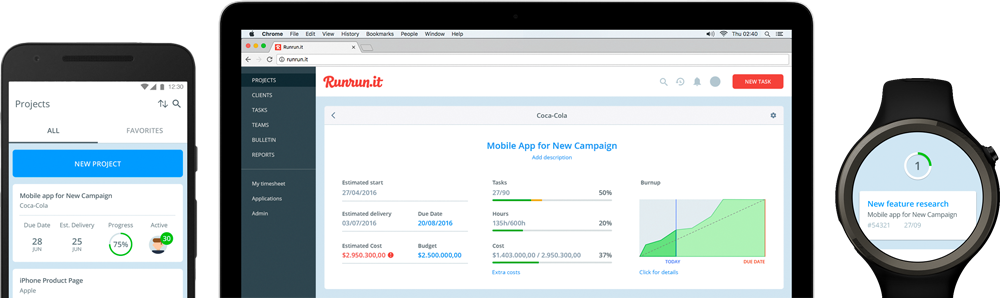 12:30
Projects
ALL FAVORITES
NEW PROJECT
Mobile app for New Campaign
Coca-Cola
Due Date Est. Delivery Progress Active
28 25 75% 30
JUN JUN
iPhone Product Page
Apple
Chrome File Edit View History Bookmarks People Window Help Thu 02:40
Runrun.it
runrun.it
PROJECTS
CLIENTS
TASKS
TEAMS
BULLETIN
REPORTS
My timesheet
Applications
Admin
Runrun.it NEW TASK
Coca-Cola
Mobile App for New Campaign
Add description
Estimated start
27/04/2016
Estimated delivery Due Date
03/07/2016 20/08/2016
Estimated Cost Budget
$2.950.300,00 $2.500.000,00
Tasks
27/90 50%
Hours
135h/600h 20%
Cost
$1.403.000,00 / 2.950.300,00 37%
Extra costs
Burnup
TODAY DUE DATE
Click for details
1
New feature research
Mobile app for New Campaign
#54321 27/09